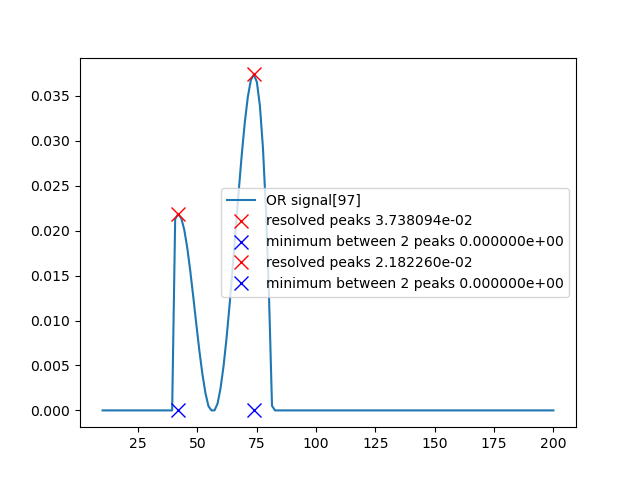 0.035
0.030
0.025
0.020
0.015
0.010
0.005
0.000
OR signal[97]
resolved peaks 3.738094e-02
minimum between 2 peaks 0.000000e+00
resolved peaks 2.182260e-02
minimum between 2 peaks 0.000000e+00
25 50 75 100 125 150 175 200